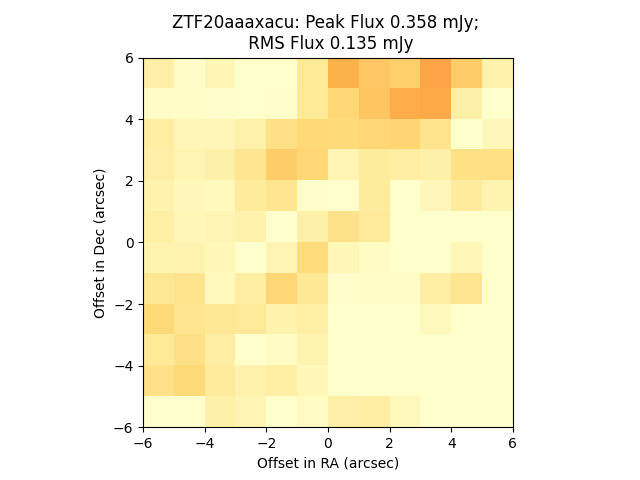 ZTF20aaaxacu: Peak Flux 0.358 mJy;
RMS Flux 0.135 mJy
6
4
2
0
−2
−4
−6
Offset in Dec (arcsec)
−6 −4 −2 0 2 4 6
Offset in RA (arcsec)